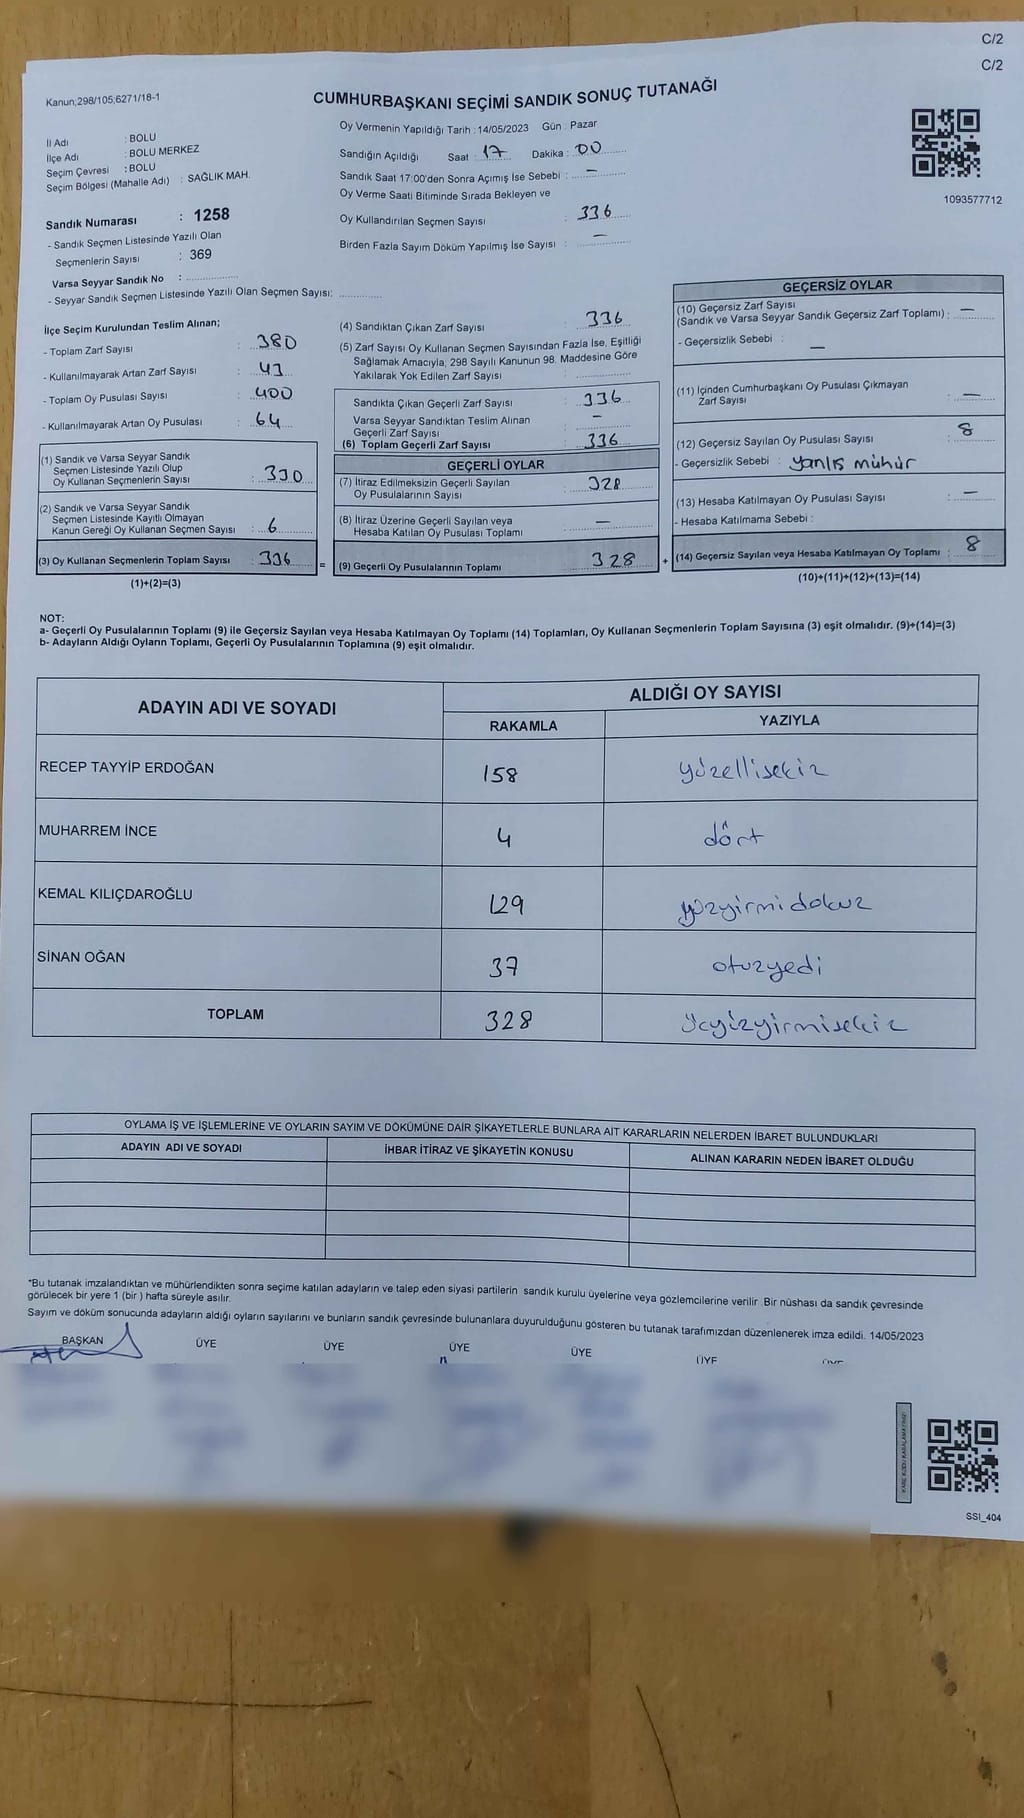 C/2
C/2
Kanun;298/105;6271/18-1
CUMHURBAŞKANI SEÇİMİ SANDIK SONUÇ TUTANAĞI
İl Adı : BOLU
İlçe Adı : BOLU MERKEZ
Seçim Çevresi : BOLU
Seçim Bölgesi (Mahalle Adı) : SAĞLIK MAH.
Sandık Numarası : 1258
- Sandık Seçmen Listesinde Yazılı Olan
Seçmenlerin Sayısı : 369
Varsa Seyyar Sandık No :
- Seyyar Sandık Seçmen Listesinde Yazılı Olan Seçmen Sayısı:
Oy Vermenin Yapıldığı Tarih : 14/05/2023 Gün : Pazar
Sandığın Açıldığı Saat : 17 Dakika : 00
Sandık Saat 17:00'den Sonra Açımış İse Sebebi : —
Oy Verme Saati Bitiminde Sırada Bekleyen ve
Oy Kullandırılan Seçmen Sayısı : 336
Birden Fazla Sayım Döküm Yapılmış İse Sayısı : —
1093577712
İlçe Seçim Kurulundan Teslim Alınan;
- Toplam Zarf Sayısı : 380
- Kullanılmayarak Artan Zarf Sayısı :
- Toplam Oy Pusulası Sayısı : 400
- Kullanılmayarak Artan Oy Pusulası : 64
(1) Sandık ve Varsa Seyyar Sandık
Seçmen Listesinde Yazılı Olup
Oy Kullanan Seçmenlerin Sayısı : 330
(2) Sandık ve Varsa Seyyar Sandık
Seçmen Listesinde Kayıtlı Olmayan
Kanun Gereği Oy Kullanan Seçmen Sayısı : 6
(3) Oy Kullanan Seçmenlerin Toplam Sayısı : 336
(1)+(2)=(3)
(4) Sandıktan Çıkan Zarf Sayısı : 336
(5) Zarf Sayısı Oy Kullanan Seçmen Sayısından Fazla İse, Eşitliği
Sağlamak Amacıyla; 298 Sayılı Kanunun 98. Maddesine Göre
Yakılarak Yok Edilen Zarf Sayısı :
Sandıkta Çıkan Geçerli Zarf Sayısı : 336
Varsa Seyyar Sandıktan Teslim Alınan
Geçerli Zarf Sayısı : —
(6) Toplam Geçerli Zarf Sayısı : 336
GEÇERLİ OYLAR
(7) İtiraz Edilmeksizin Geçerli Sayılan
Oy Pusulalarının Sayısı : 328
(8) İtiraz Üzerine Geçerli Sayılan veya
Hesaba Katılan Oy Pusulası Toplamı : —
= (9) Geçerli Oy Pusulalarının Toplamı : 328 +
GEÇERSİZ OYLAR
(10) Geçersiz Zarf Sayısı
(Sandık ve Varsa Seyyar Sandık Geçersiz Zarf Toplamı) : —
- Geçersizlik Sebebi : —
(11) İçinden Cumhurbaşkanı Oy Pusulası Çıkmayan
Zarf Sayısı : —
(12) Geçersiz Sayılan Oy Pusulası Sayısı : 8
- Geçersizlik Sebebi : yanlış mühür
(13) Hesaba Katılmayan Oy Pusulası Sayısı : —
- Hesaba Katılmama Sebebi :
(14) Geçersiz Sayılan veya Hesaba Katılmayan Oy Toplamı : 8
(10)+(11)+(12)+(13)=(14)
NOT:
a- Geçerli Oy Pusulalarının Toplamı (9) ile Geçersiz Sayılan veya Hesaba Katılmayan Oy Toplamı (14) Toplamları, Oy Kullanan Seçmenlerin Toplam Sayısına (3) eşit olmalıdır. (9)+(14)=(3)
b- Adayların Aldığı Oyların Toplamı, Geçerli Oy Pusulalarının Toplamına (9) eşit olmalıdır.
ADAYIN ADI VE SOYADI
ALDIĞI OY SAYISI
RAKAMLA YAZIYLA
RECEP TAYYİP ERDOĞAN 158 yüzellisekiz
MUHARREM İNCE 4 dört
KEMAL KILIÇDAROĞLU 129 yüzyirmidokuz
SİNAN OĞAN 37 otuzyedi
TOPLAM 328 üçyüzyirmisekiz
OYLAMA İŞ VE İŞLEMLERİNE VE OYLARIN SAYIM VE DÖKÜMÜNE DAİR ŞİKAYETLERLE BUNLARA AİT KARARLARIN NELERDEN İBARET BULUNDUKLARI
ADAYIN ADI VE SOYADI İHBAR İTİRAZ VE ŞİKAYETİN KONUSU ALINAN KARARIN NEDEN İBARET OLDUĞU
*Bu tutanak imzalandıktan ve mühürlendikten sonra seçime katılan adayların ve talep eden siyasi partilerin sandık kurulu üyelerine veya gözlemcilerine verilir. Bir nüshası da sandık çevresinde
görülecek bir yere 1 (bir ) hafta süreyle asılır.
Sayım ve döküm sonucunda adayların aldığı oyların sayılarını ve bunların sandık çevresinde bulunanlara duyurulduğunu gösteren bu tutanak tarafımızdan düzenlenerek imza edildi. 14/05/2023
BAŞKAN ÜYE ÜYE ÜYE ÜYE ÜYE
SSİ_404